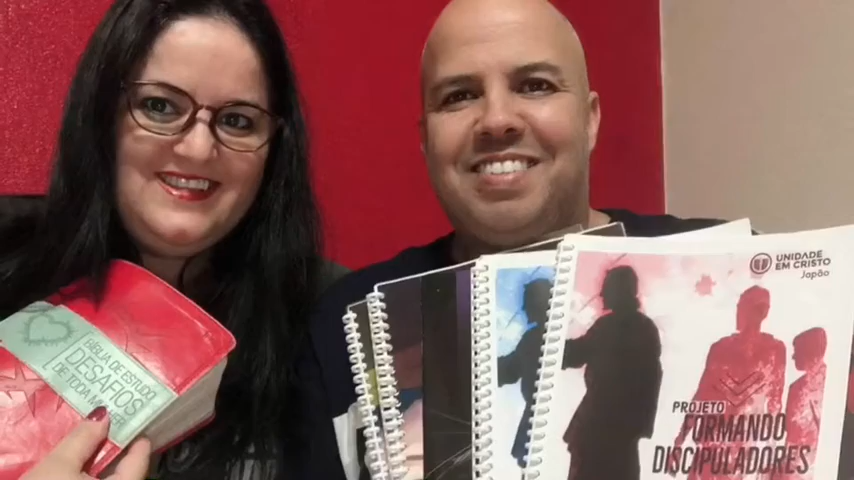 BÍBLIA DE ESTUDO
DESAFIOS
DE TODA MULHER
UNIDADE
EM CRISTO
Japão
PROJETO
FORMANDO
DISCIPULADORES